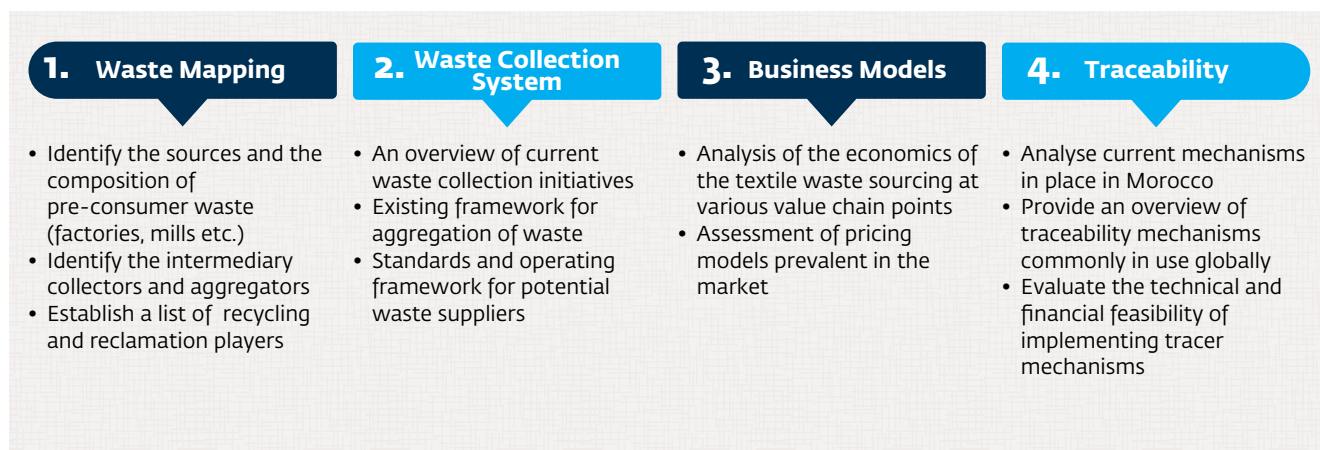 1. Waste Mapping
• Identify the sources and the
composition of
pre-consumer waste
(factories, mills etc.)
• Identify the intermediary
collectors and aggregators
• Establish a list of recycling
and reclamation players
2. Waste Collection
System
• An overview of current
waste collection initiatives
• Existing framework for
aggregation of waste
• Standards and operating
framework for potential
waste suppliers
3. Business Models
• Analysis of the economics of
the textile waste sourcing at
various value chain points
• Assessment of pricing
models prevalent in the
market
4. Traceability
• Analyse current mechanisms
in place in Morocco
• Provide an overview of
traceability mechanisms
commonly in use globally
• Evaluate the technical and
financial feasibility of
implementing tracer
mechanisms